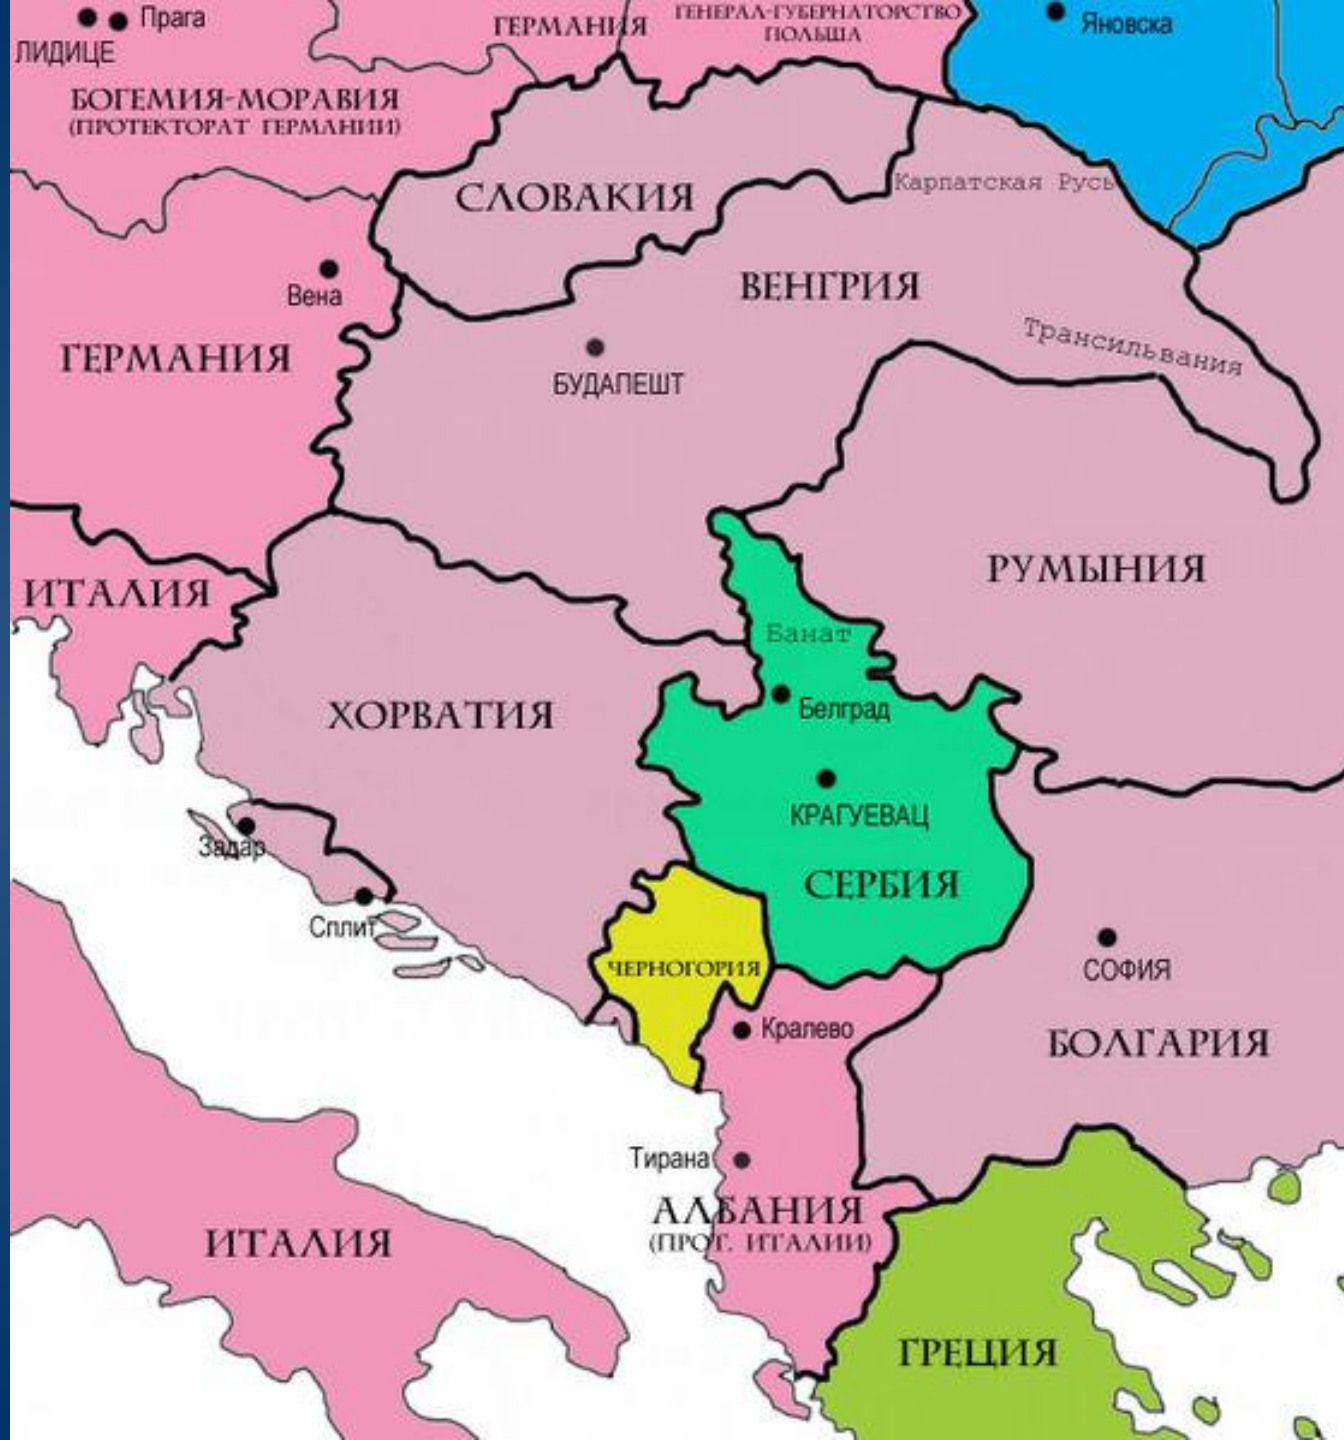 Прага
ЛИДИЦЕ
БОГЕМИЯ-МОРАВИЯ
(ПРОТЕКТОРАТ ГЕРМАНИИ)
ГЕРМАНИЯ
ГЕНЕРАЛ-ГУБЕРНАТОРСТВО
ПОЛЬША
Яновска
СЛОВАКИЯ
Карпатская Русь
Вена
ГЕРМАНИЯ
ВЕНГРИЯ
БУДАПЕШТ
Трансильвания
ИТАЛИЯ
РУМЫНИЯ
Банат
Белград
ХОРВАТИЯ
КРАГУЕВАЦ
СЕРБИЯ
Задар
Сплит
ЧЕРНОГОРИЯ
СОФИЯ
Кралево
БОЛГАРИЯ
Тирана
АЛБАНИЯ
(ПРОТ. ИТАЛИИ)
ИТАЛИЯ
ГРЕЦИЯ